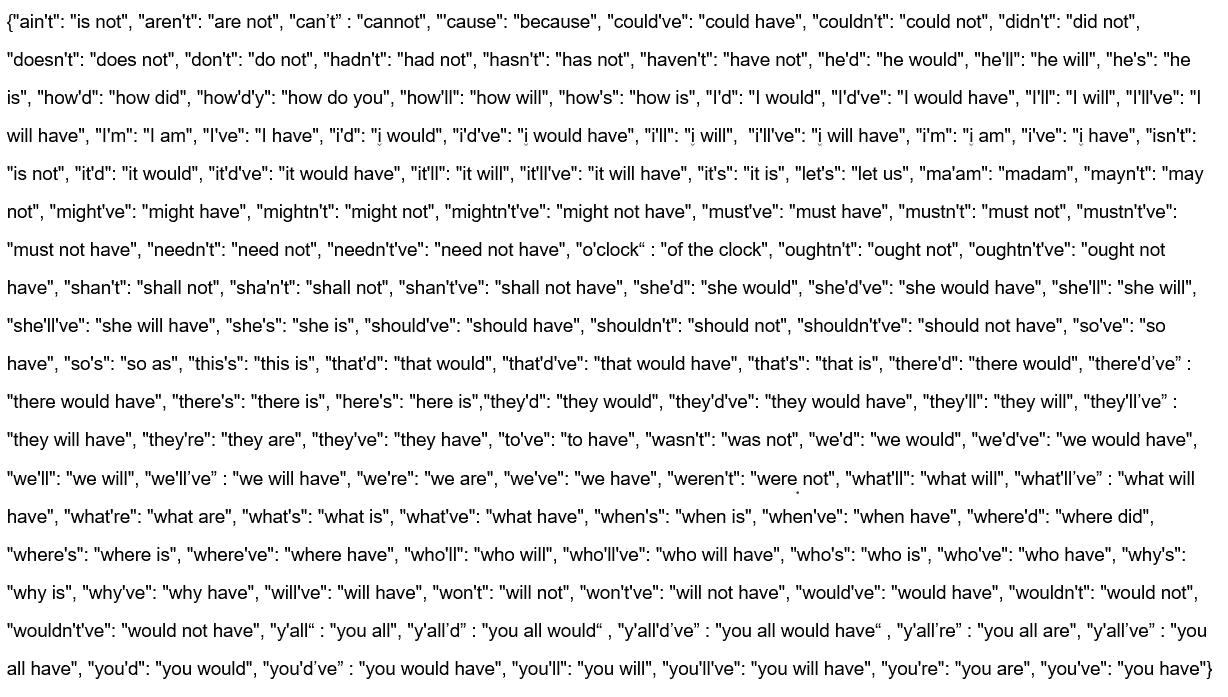 {"ain't": "is not", "aren't": "are not", "can’t” : "cannot", "'cause": "because", "could've": "could have", "couldn't": "could not", "didn't": "did not",
"doesn't": "does not", "don't": "do not", "hadn't": "had not", "hasn't": "has not", "haven't": "have not", "he'd": "he would", "he'll": "he will", "he's": "he
is", "how'd": "how did", "how'd'y": "how do you", "how'll": "how will", "how's": "how is", "I'd": "I would", "I'd've": "I would have", "I'll": "I will", "I'll've": "I
will have", "I'm": "I am", "I've": "I have", "i'd": "i would", "i'd've": "i would have", "i'll": "i will", "i'll've": "i will have", "i'm": "i am", "i've": "i have", "isn't":
"is not", "it'd": "it would", "it'd've": "it would have", "it'll": "it will", "it'll've": "it will have", "it's": "it is", "let's": "let us", "ma'am": "madam", "mayn't": "may
not", "might've": "might have", "mightn't": "might not", "mightn't've": "might not have", "must've": "must have", "mustn't": "must not", "mustn't've":
"must not have", "needn't": "need not", "needn't've": "need not have", "o'clock“ : "of the clock", "oughtn't": "ought not", "oughtn't've": "ought not
have", "shan't": "shall not", "sha'n't": "shall not", "shan't've": "shall not have", "she'd": "she would", "she'd've": "she would have", "she'll": "she will",
"she'll've": "she will have", "she's": "she is", "should've": "should have", "shouldn't": "should not", "shouldn't've": "should not have", "so've": "so
have", "so's": "so as", "this's": "this is", "that'd": "that would", "that'd've": "that would have", "that's": "that is", "there'd": "there would", "there'd’ve” :
"there would have", "there's": "there is", "here's": "here is","they'd": "they would", "they'd've": "they would have", "they'll": "they will", "they'll’ve” :
"they will have", "they're": "they are", "they've": "they have", "to've": "to have", "wasn't": "was not", "we'd": "we would", "we'd've": "we would have",
"we'll": "we will", "we'll’ve” : "we will have", "we're": "we are", "we've": "we have", "weren't": "were not", "what'll": "what will", "what'll’ve” : "what will
have", "what're": "what are", "what's": "what is", "what've": "what have", "when's": "when is", "when've": "when have", "where'd": "where did",
"where's": "where is", "where've": "where have", "who'll": "who will", "who'll've": "who will have", "who's": "who is", "who've": "who have", "why's":
"why is", "why've": "why have", "will've": "will have", "won't": "will not", "won't've": "will not have", "would've": "would have", "wouldn't": "would not",
"wouldn't've": "would not have", "y'all“ : "you all", "y'all’d” : "you all would“ , "y'all'd’ve” : "you all would have“ , "y'all’re” : "you all are", "y'all’ve” : "you
all have", "you'd": "you would", "you'd’ve” : "you would have", "you'll": "you will", "you'll've": "you will have", "you're": "you are", "you've": "you have"}